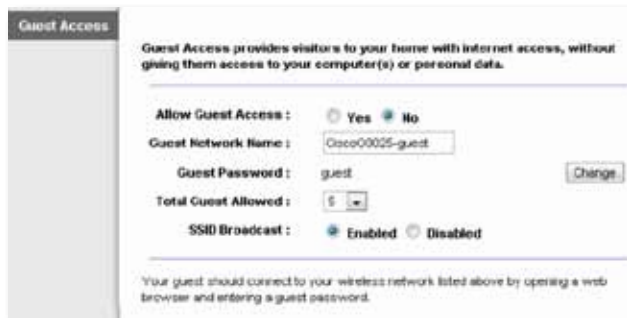 Guest Access
Guest Access provides visitors to your home with internet access, without
giving them access to your computer(s) or personal data.
Allow Guest Access : Yes No
Guest Network Name : Cisco00025-guest
Guest Password : guest Change
Total Guest Allowed : 5
SSID Broadcast : Enabled Disabled
Your guest should connect to your wireless network listed above by opening a web
browser and entering a guest password.